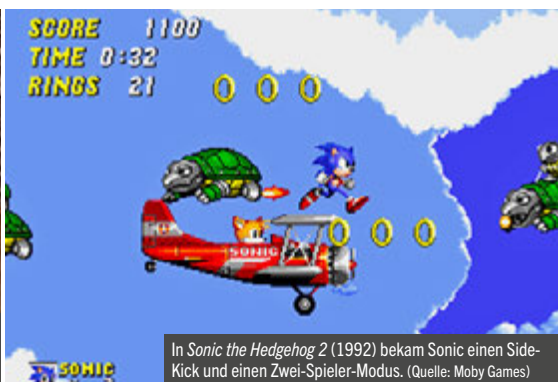 SCORE 1100
TIME 0:32
RINGS 21
SONIC
In Sonic the Hedgehog 2 (1992) bekam Sonic einen Side-
Kick und einen Zwei-Spieler-Modus. (Quelle: Moby Games)
SONIC